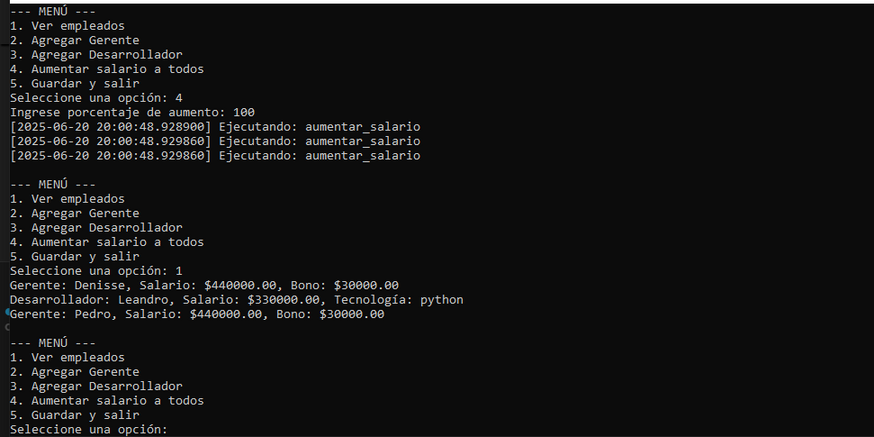 --- MENÚ ---
1. Ver empleados
2. Agregar Gerente
3. Agregar Desarrollador
4. Aumentar salario a todos
5. Guardar y salir
Seleccione una opción: 4
Ingrese porcentaje de aumento: 100
[2025-06-20 20:00:48.928900] Ejecutando: aumentar_salario
[2025-06-20 20:00:48.929860] Ejecutando: aumentar_salario
[2025-06-20 20:00:48.929860] Ejecutando: aumentar_salario
--- MENÚ ---
1. Ver empleados
2. Agregar Gerente
3. Agregar Desarrollador
4. Aumentar salario a todos
5. Guardar y salir
Seleccione una opción: 1
Gerente: Denisse, Salario: $440000.00, Bono: $30000.00
Desarrollador: Leandro, Salario: $330000.00, Tecnología: python
Gerente: Pedro, Salario: $440000.00, Bono: $30000.00
--- MENÚ ---
1. Ver empleados
2. Agregar Gerente
3. Agregar Desarrollador
4. Aumentar salario a todos
5. Guardar y salir
Seleccione una opción: